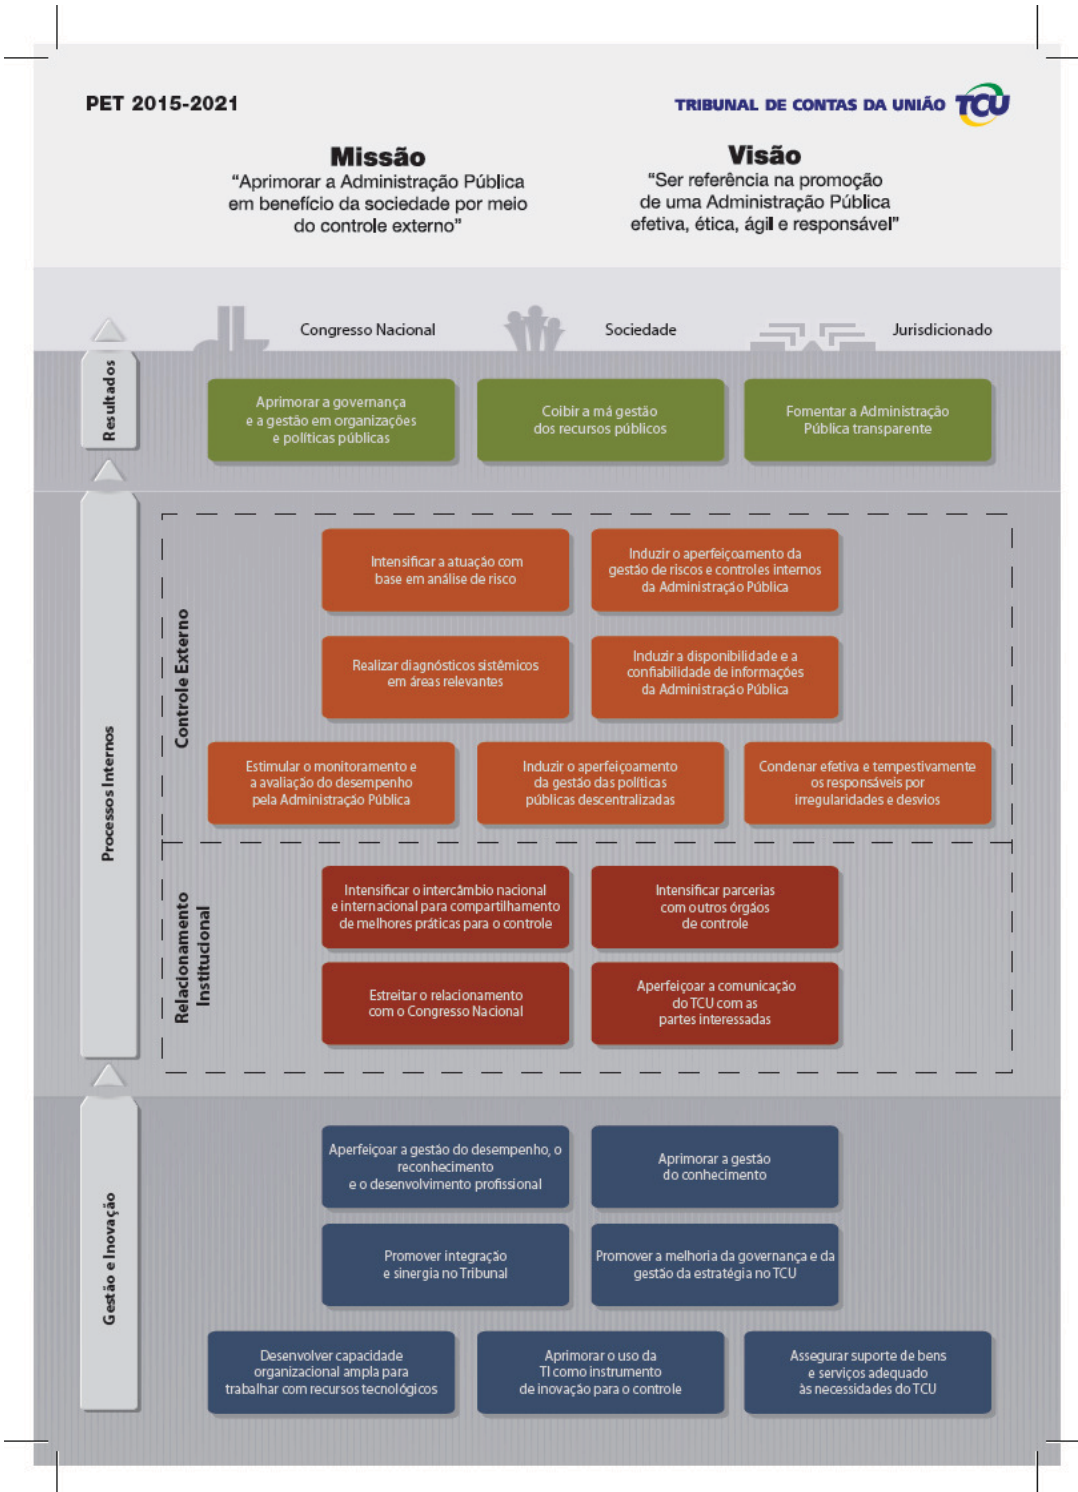 PET 2015-2021
TRIBUNAL DE CONTAS DA UNIÃO TCU
Missão
“Aprimorar a Administração Pública
em benefício da sociedade por meio
do controle externo”
Visão
“Ser referência na promoção
de uma Administração Pública
efetiva, ética, ágil e responsável”
Congresso Nacional
Sociedade
Jurisdicionado
Resultados
Aprimorar a governança
e a gestão em organizações
e políticas públicas
Coibir a má gestão
dos recursos públicos
Fomentar a Administração
Pública transparente
Processos Internos
Controle Externo
Intensificar a atuação com
base em análise de risco
Induzir o aperfeiçoamento da
gestão de riscos e controles internos
da Administração Pública
Realizar diagnósticos sistêmicos
em áreas relevantes
Induzir a disponibilidade e a
confiabilidade de informações
da Administração Pública
Estimular o monitoramento e
a avaliação do desempenho
pela Administração Pública
Induzir o aperfeiçoamento
da gestão das políticas
públicas descentralizadas
Condenar efetiva e tempestivamente
os responsáveis por
irregularidades e desvios
Relacionamento
Institucional
Intensificar o intercâmbio nacional
e internacional para compartilhamento
de melhores práticas para o controle
Intensificar parcerias
com outros órgãos
de controle
Estreitar o relacionamento
com o Congresso Nacional
Aperfeiçoar a comunicação
do TCU com as
partes interessadas
Gestão e Inovação
Aperfeiçoar a gestão do desempenho, o
reconhecimento
e o desenvolvimento profissional
Aprimorar a gestão
do conhecimento
Promover integração
e sinergia no Tribunal
Promover a melhoria da governança e da
gestão da estratégia no TCU
Desenvolver capacidade
organizacional ampla para
trabalhar com recursos tecnológicos
Aprimorar o uso da
TI como instrumento
de inovação para o controle
Assegurar suporte de bens
e serviços adequado
às necessidades do TCU